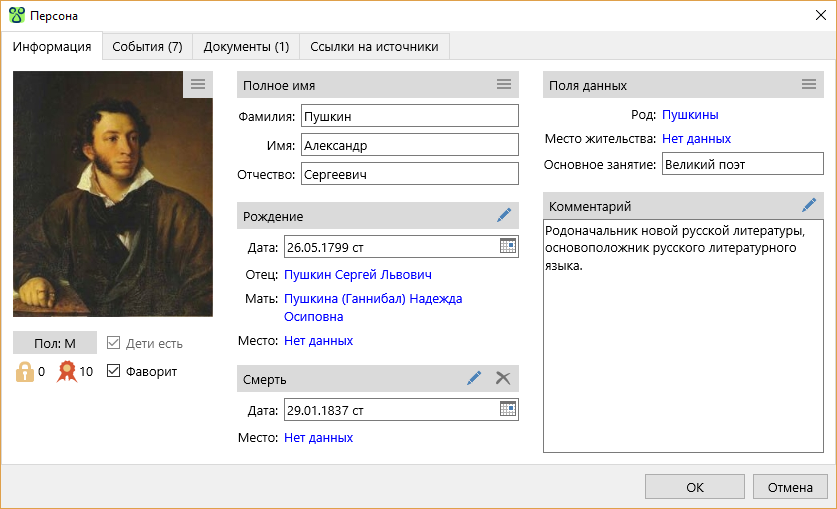 Персона
Информация
События (7)
Документы (1)
Ссылки на источники
Пол: М
Дети есть
0
10
Фаворит
Полное имя
Фамилия: Пушкин
Имя: Александр
Отчество: Сергеевич
Рождение
Дата: 26.05.1799 ст
Отец: Пушкин Сергей Львович
Мать: Пушкина (Ганнибал) Надежда
Осиповна
Место: Нет данных
Смерть
Дата: 29.01.1837 ст
Место: Нет данных
Поля данных
Род: Пушкины
Место жительства: Нет данных
Основное занятие: Великий поэт
Комментарий
Родоначальник новой русской литературы,
основоположник русского литературного
языка.
ОК
Отмена